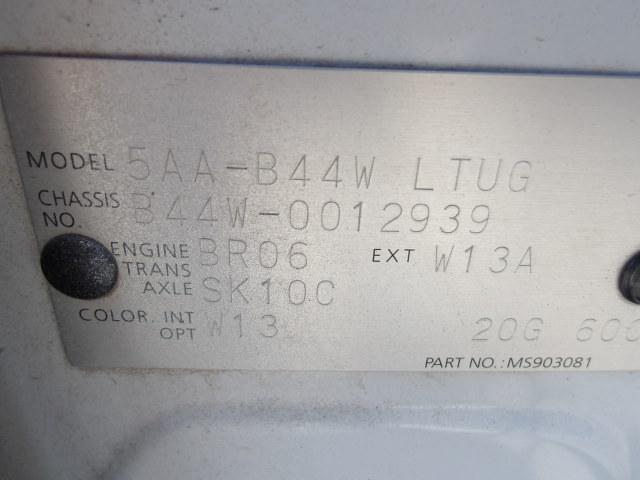 MODEL 5AA-B44W LTUG
CHASSIS NO. B44W-0012939
ENGINE BR06 EXT W13A
TRANS AXLE SK10C
COLOR. INT OPT W13 20G
PART NO.: MS903081